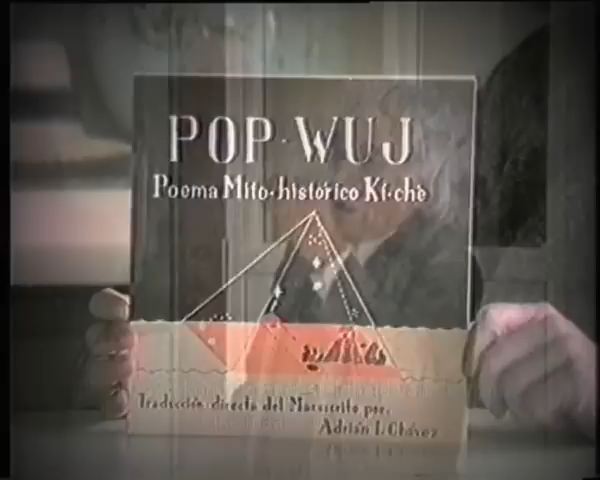 POP·WUJ
Poema Mito-histórico Ki-chè
Traducción directa del Manuscrito por:
Adrián I. Chávez